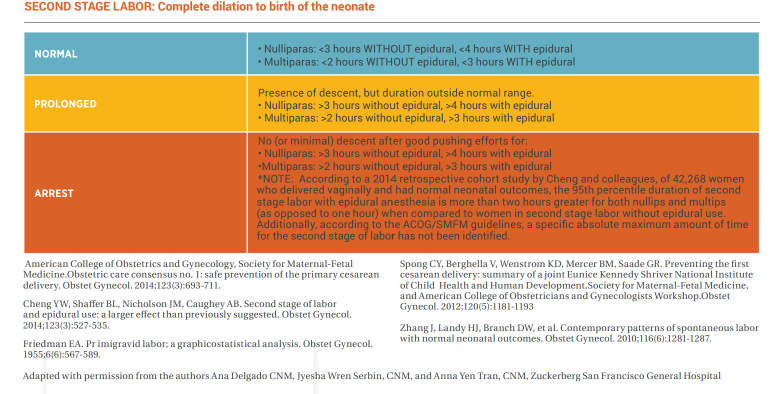 SECOND STAGE LABOR: Complete dilation to birth of the neonate
NORMAL
• Nulliparas: <3 hours WITHOUT epidural, <4 hours WITH epidural
• Multiparas: <2 hours WITHOUT epidural, <3 hours WITH epidural
PROLONGED
Presence of descent, but duration outside normal range.
• Nulliparas: >3 hours without epidural, >4 hours with epidural
• Multiparas: >2 hours without epidural, >3 hours with epidural
ARREST
No (or minimal) descent after good pushing efforts for:
• Nulliparas: >3 hours without epidural, >4 hours with epidural
•Multiparas: >2 hours without epidural, >3 hours with epidural
*NOTE: According to a 2014 retrospective cohort study by Cheng and colleagues, of 42,268 women
who delivered vaginally and had normal neonatal outcomes, the 95th percentile duration of second
stage labor with epidural anesthesia is more than two hours greater for both nullips and multips
(as opposed to one hour) when compared to women in second stage labor without epidural use.
Additionally, according to the ACOG/SMFM guidelines, a specific absolute maximum amount of time
for the second stage of labor has not been identified.
American College of Obstetrics and Gynecology, Society for Maternal-Fetal
Medicine.Obstetric care consensus no. 1: safe prevention of the primary cesarean
delivery. Obstet Gynecol. 2014;123(3):693-711.
Cheng YW, Shaffer BL, Nicholson JM, Caughey AB. Second stage of labor
and epidural use: a larger effect than previously suggested. Obstet Gynecol.
2014;123(3):527-535.
Friedman EA. Pr imigravid labor; a graphicostatistical analysis. Obstet Gynecol.
1955;6(6):567-589.
Spong CY, Berghella V, Wenstrom KD, Mercer BM, Saade GR. Preventing the first
cesarean delivery: summary of a joint Eunice Kennedy Shriver National Institute
of Child Health and Human Development,Society for Maternal-Fetal Medicine,
and American College of Obstetricians and Gynecologists Workshop.Obstet
Gynecol. 2012;120(5):1181-1193
Zhang J, Landy HJ, Branch DW, et al. Contemporary patterns of spontaneous labor
with normal neonatal outcomes. Obstet Gynecol. 2010;116(6):1281-1287.
Adapted with permission from the authors Ana Delgado CNM, Jyesha Wren Serbin, CNM, and Anna Yen Tran, CNM, Zuckerberg San Francisco General Hospital